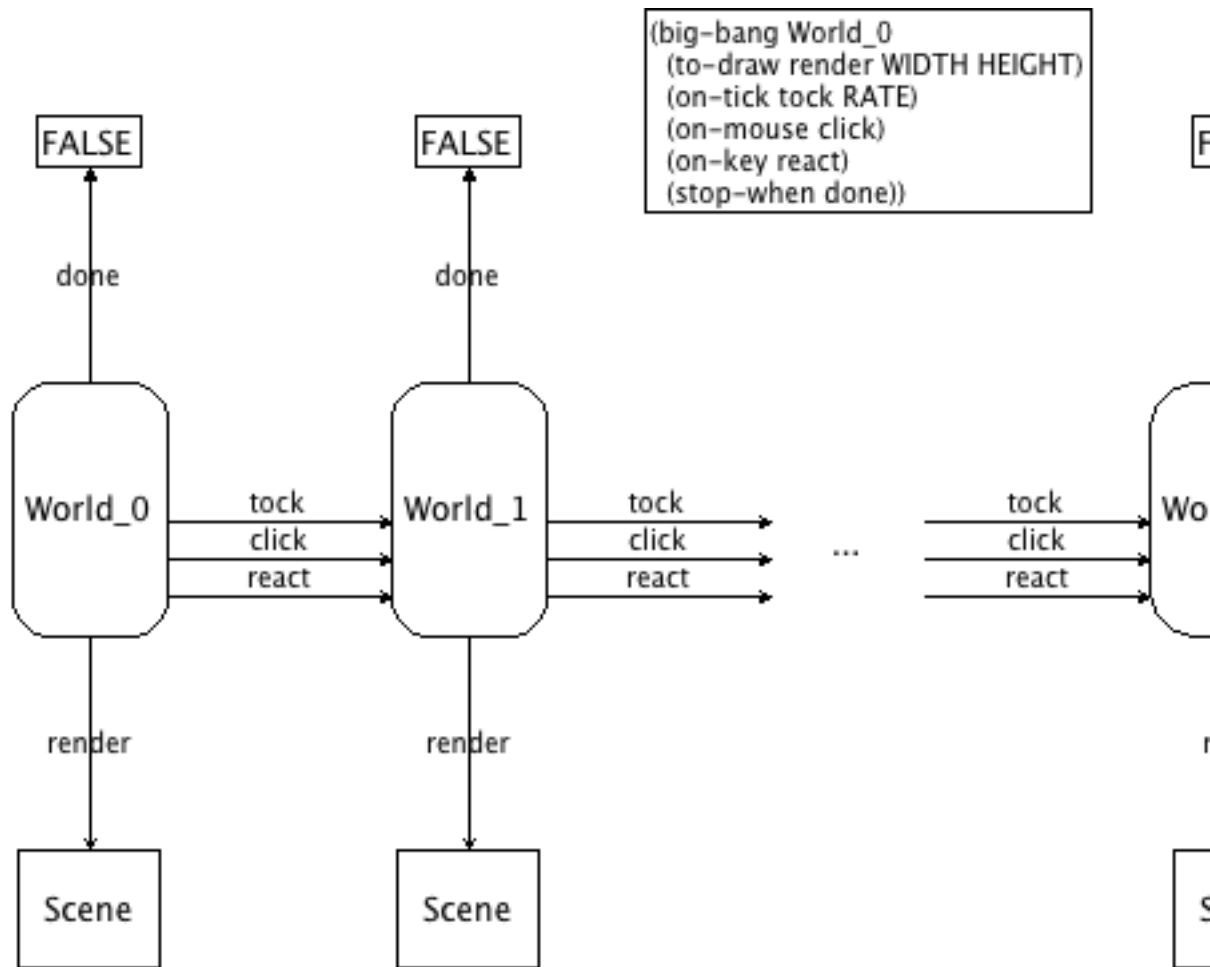 (big-bang World_0
(to-draw render WIDTH HEIGHT)
(on-tick tock RATE)
(on-mouse click)
(on-key react)
(stop-when done))
FALSE
FALSE
done
done
World_0
tock
click
react
World_1
tock
click
react
...
tock
click
react
render
render
Scene
Scene